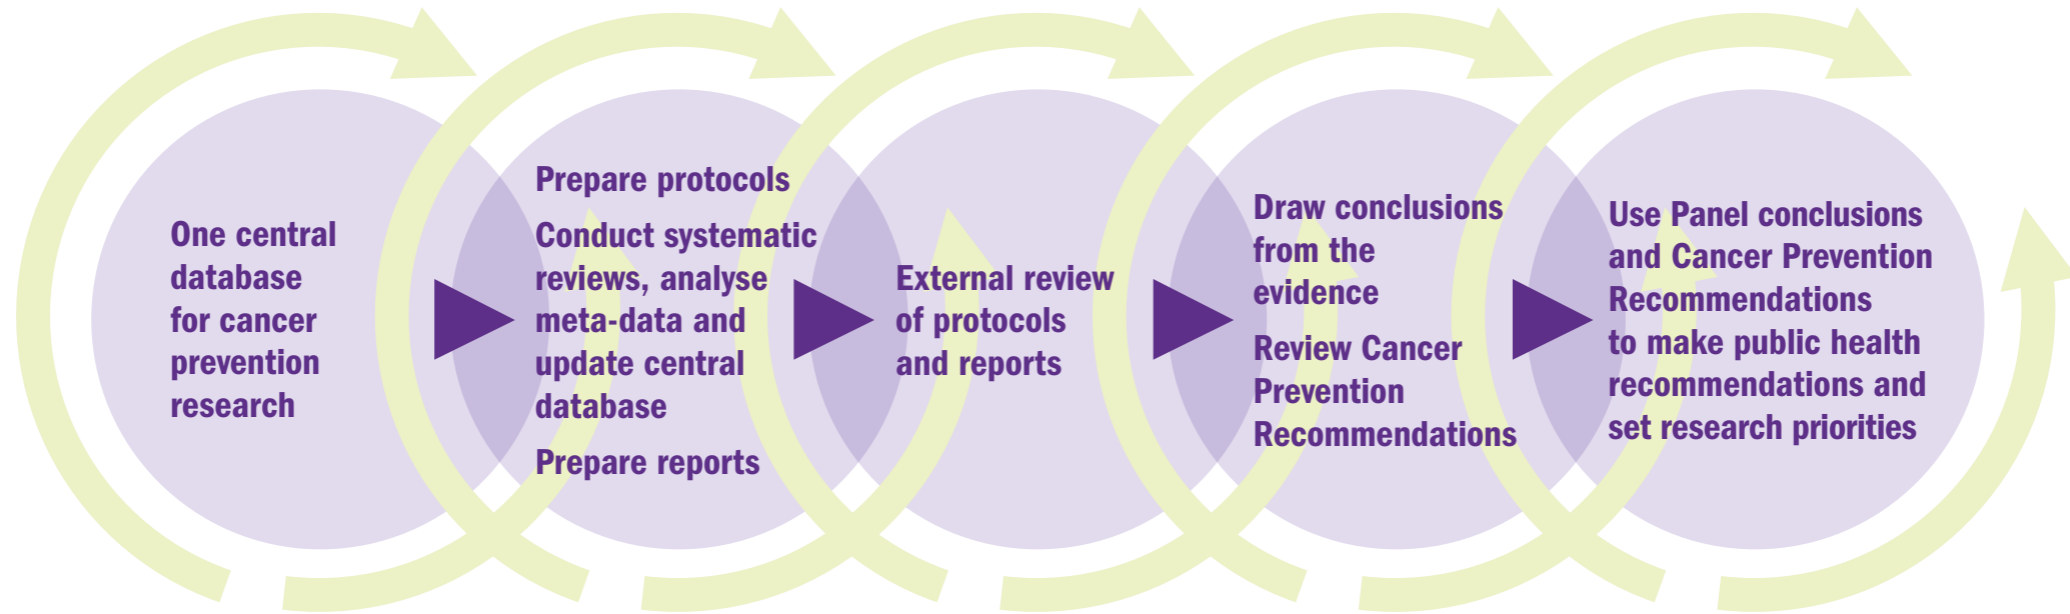 One central
database
for cancer
prevention
research
Prepare protocols
Conduct systematic
reviews, analyse
meta-data and
update central
database
Prepare reports
External review
of protocols
and reports
Draw conclusions
from the
evidence
Review Cancer
Prevention
Recommendations
Use Panel conclusions
and Cancer Prevention
Recommendations
to make public health
recommendations and
set research priorities